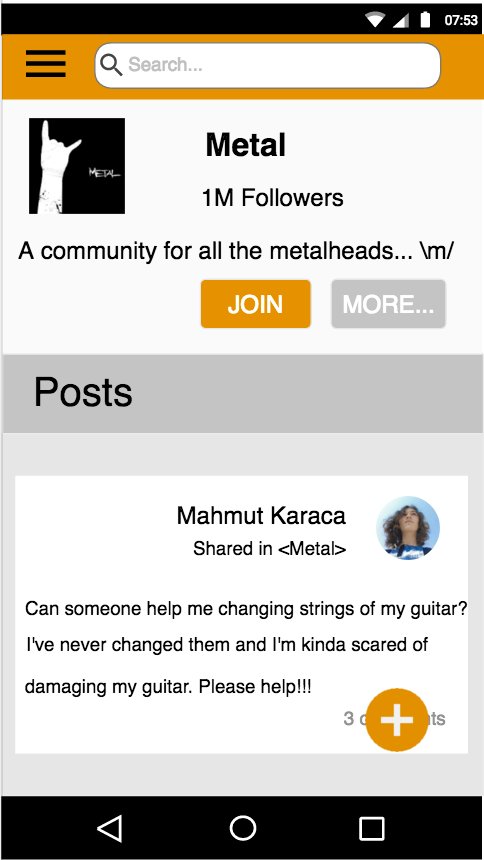 07:53
Search...
METAL
Metal
1M Followers
A community for all the metalheads... \m/
JOIN
MORE...
Posts
Mahmut Karaca
Shared in <Metal>
Can someone help me changing strings of my guitar?
I've never changed them and I'm kinda scared of
damaging my guitar. Please help!!!
3